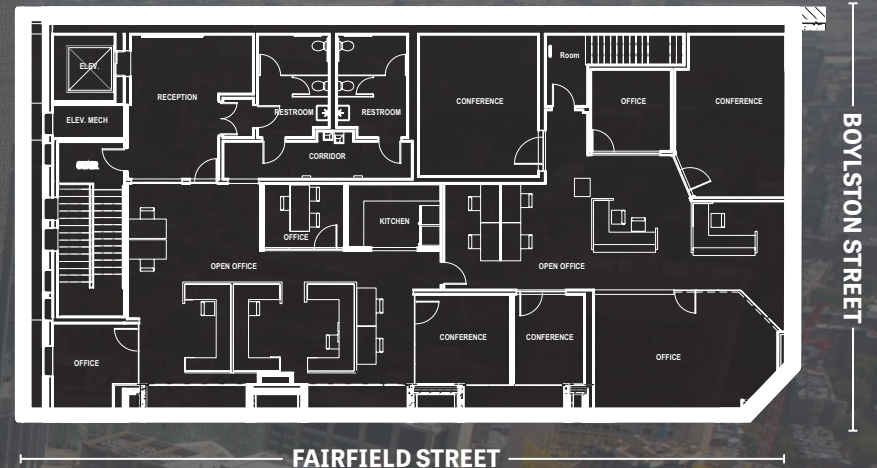 ELEV.
RECEPTION
ELEV. MECH
RESTROOM
RESTROOM
CORRIDOR
CONFERENCE
Room
OFFICE
CONFERENCE
OFFICE
KITCHEN
OPEN OFFICE
OPEN OFFICE
OFFICE
CONFERENCE
CONFERENCE
OFFICE
BOYLSTON STREET
FAIRFIELD STREET